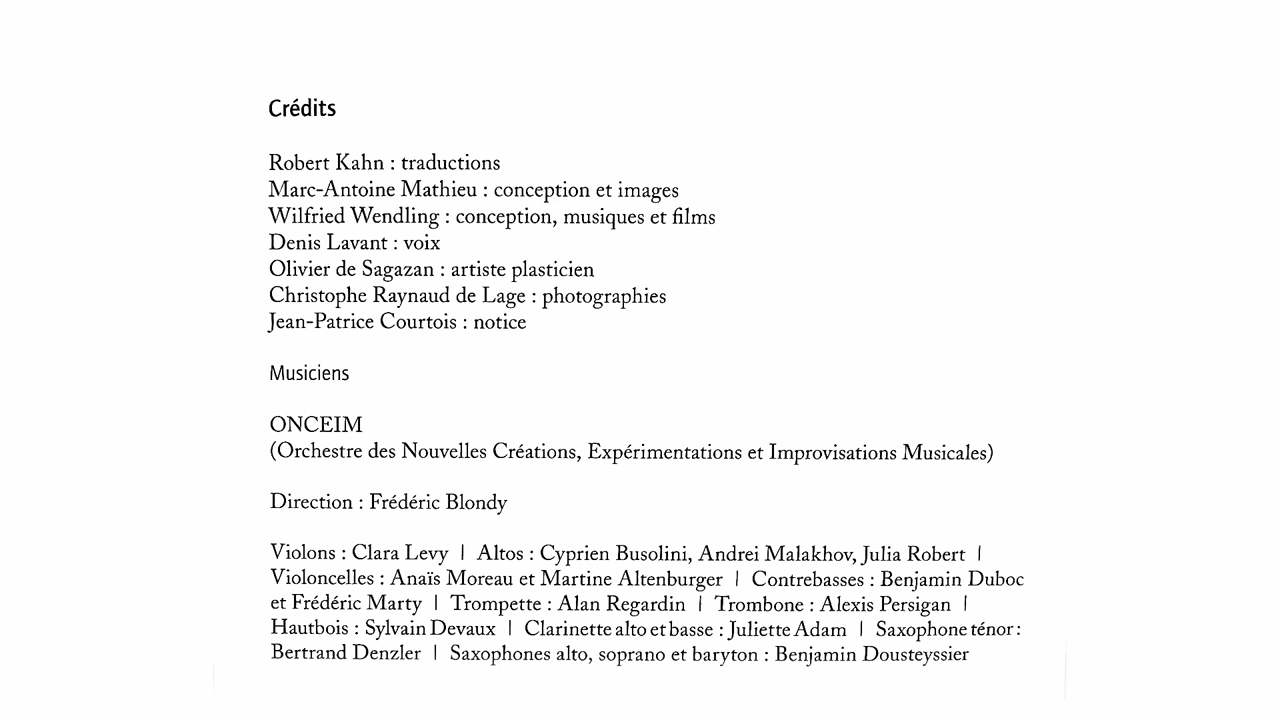 Crédits
Robert Kahn : traductions
Marc-Antoine Mathieu : conception et images
Wilfried Wendling : conception, musiques et films
Denis Lavant : voix
Olivier de Sagazan : artiste plasticien
Christophe Raynaud de Lage : photographies
Jean-Patrice Courtois : notice
Musiciens
ONCEIM
(Orchestre des Nouvelles Créations, Expérimentations et Improvisations Musicales)
Direction : Frédéric Blondy
Violons : Clara Levy | Altos : Cyprien Busolini, Andrei Malakhov, Julia Robert |
Violoncelles : Anaïs Moreau et Martine Altenburger | Contrebasses : Benjamin Duboc
et Frédéric Marty | Trompette : Alan Regardin | Trombone : Alexis Persigan |
Hautbois : Sylvain Devaux | Clarinette alto et basse : Juliette Adam | Saxophone ténor :
Bertrand Denzler | Saxophones alto, soprano et baryton : Benjamin Dousteyssier